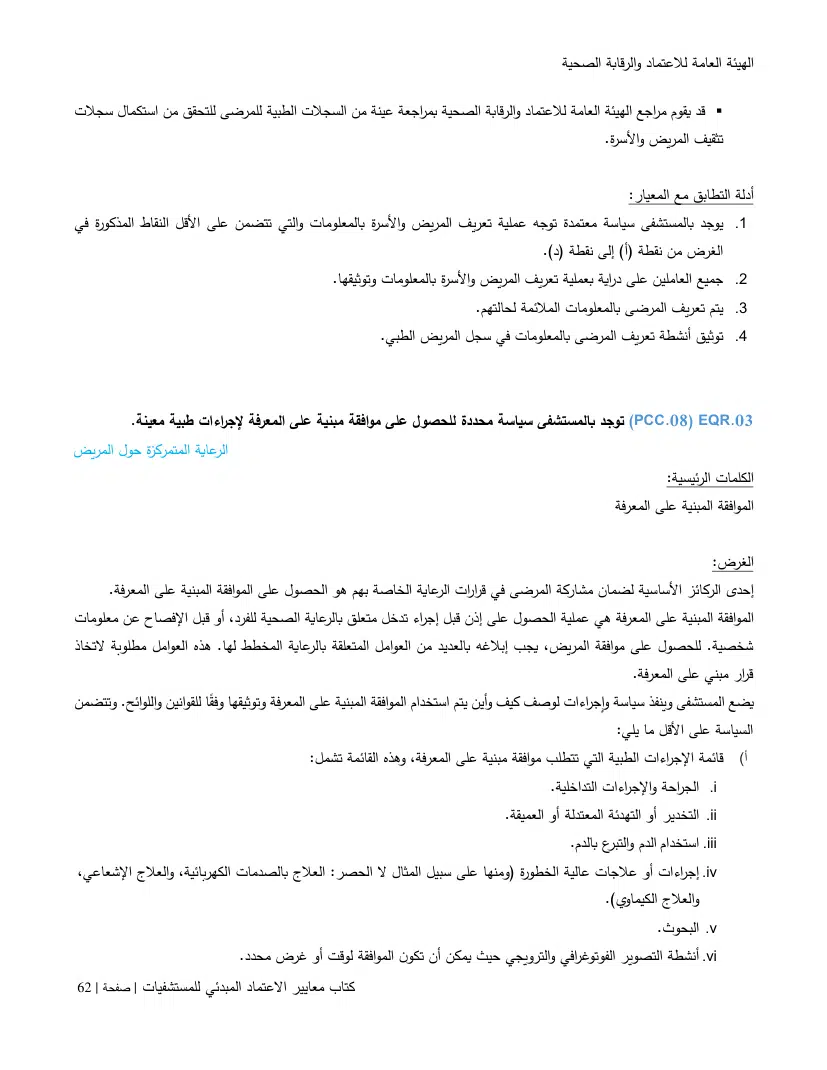 الهيئة العامة للاعتماد والرقابة الصحية
▪ قد يقوم مراجع الهيئة العامة للاعتماد والرقابة الصحية بمراجعة عينة من السجلات الطبية للمرضى للتحقق من استكمال سجلات
تثقيف المريض والأسرة.
أدلة التطابق مع المعيار:
1. يوجد بالمستشفى سياسة معتمدة توجه عملية تعريف المريض والأسرة بالمعلومات والتي تتضمن على الأقل النقاط المذكورة في
الغرض من نقطة (أ) إلى نقطة (د).
2. جميع العاملين على دراية بعملية تعريف المريض والأسرة بالمعلومات وتوثيقها.
3. يتم تعريف المرضى بالمعلومات الملائمة لحالتهم.
4. توثيق أنشطة تعريف المرضى بالمعلومات في سجل المريض الطبي.
EQR.03 (PCC.08) توجد بالمستشفى سياسة محددة للحصول على موافقة مبنية على المعرفة لإجراءات طبية معينة.
الرعاية المتمركزة حول المريض
الكلمات الرئيسية:
الموافقة المبنية على المعرفة
الغرض:
إحدى الركائز الأساسية لضمان مشاركة المرضى في قرارات الرعاية الخاصة بهم هو الحصول على الموافقة المبنية على المعرفة.
الموافقة المبنية على المعرفة هي عملية الحصول على إذن قبل إجراء تدخل متعلق بالرعاية الصحية للفرد، أو قبل الإفصاح عن معلومات
شخصية. للحصول على موافقة المريض، يجب إبلاغه بالعديد من العوامل المتعلقة بالرعاية المخطط لها. هذه العوامل مطلوبة لاتخاذ
قرار مبني على المعرفة.
يضع المستشفى وينفذ سياسة وإجراءات لوصف كيف وأين يتم استخدام الموافقة المبنية على المعرفة وتوثيقها وفقًا للقوانين واللوائح. وتتضمن
السياسة على الأقل ما يلي:
أ) قائمة الإجراءات الطبية التي تتطلب موافقة مبنية على المعرفة، وهذه القائمة تشمل:
i. الجراحة والإجراءات التداخلية.
ii. التخدير أو التهدئة المعتدلة أو العميقة.
iii. استخدام الدم والتبرع بالدم.
iv. إجراءات أو علاجات عالية الخطورة (ومنها على سبيل المثال لا الحصر: العلاج بالصدمات الكهربائية، والعلاج الإشعاعي،
والعلاج الكيماوي).
v. البحوث.
vi. أنشطة التصوير الفوتوغرافي والترويجي حيث يمكن أن تكون الموافقة لوقت أو غرض محدد.
كتاب معايير الاعتماد المبدئي للمستشفيات | صفحة | 62